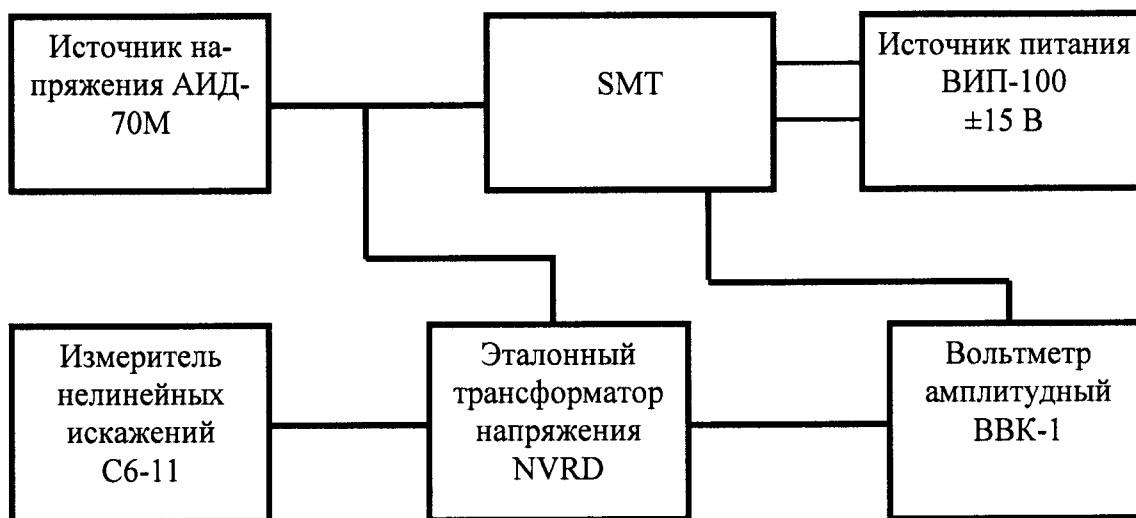 Источник на-
пряжения АИД-
70М
SMT
Источник питания
ВИП-100
±15 В
Измеритель
нелинейных
искажений
С6-11
Эталонный
трансформатор
напряжения
NVRD
Вольтметр
амплитудный
ВВК-1